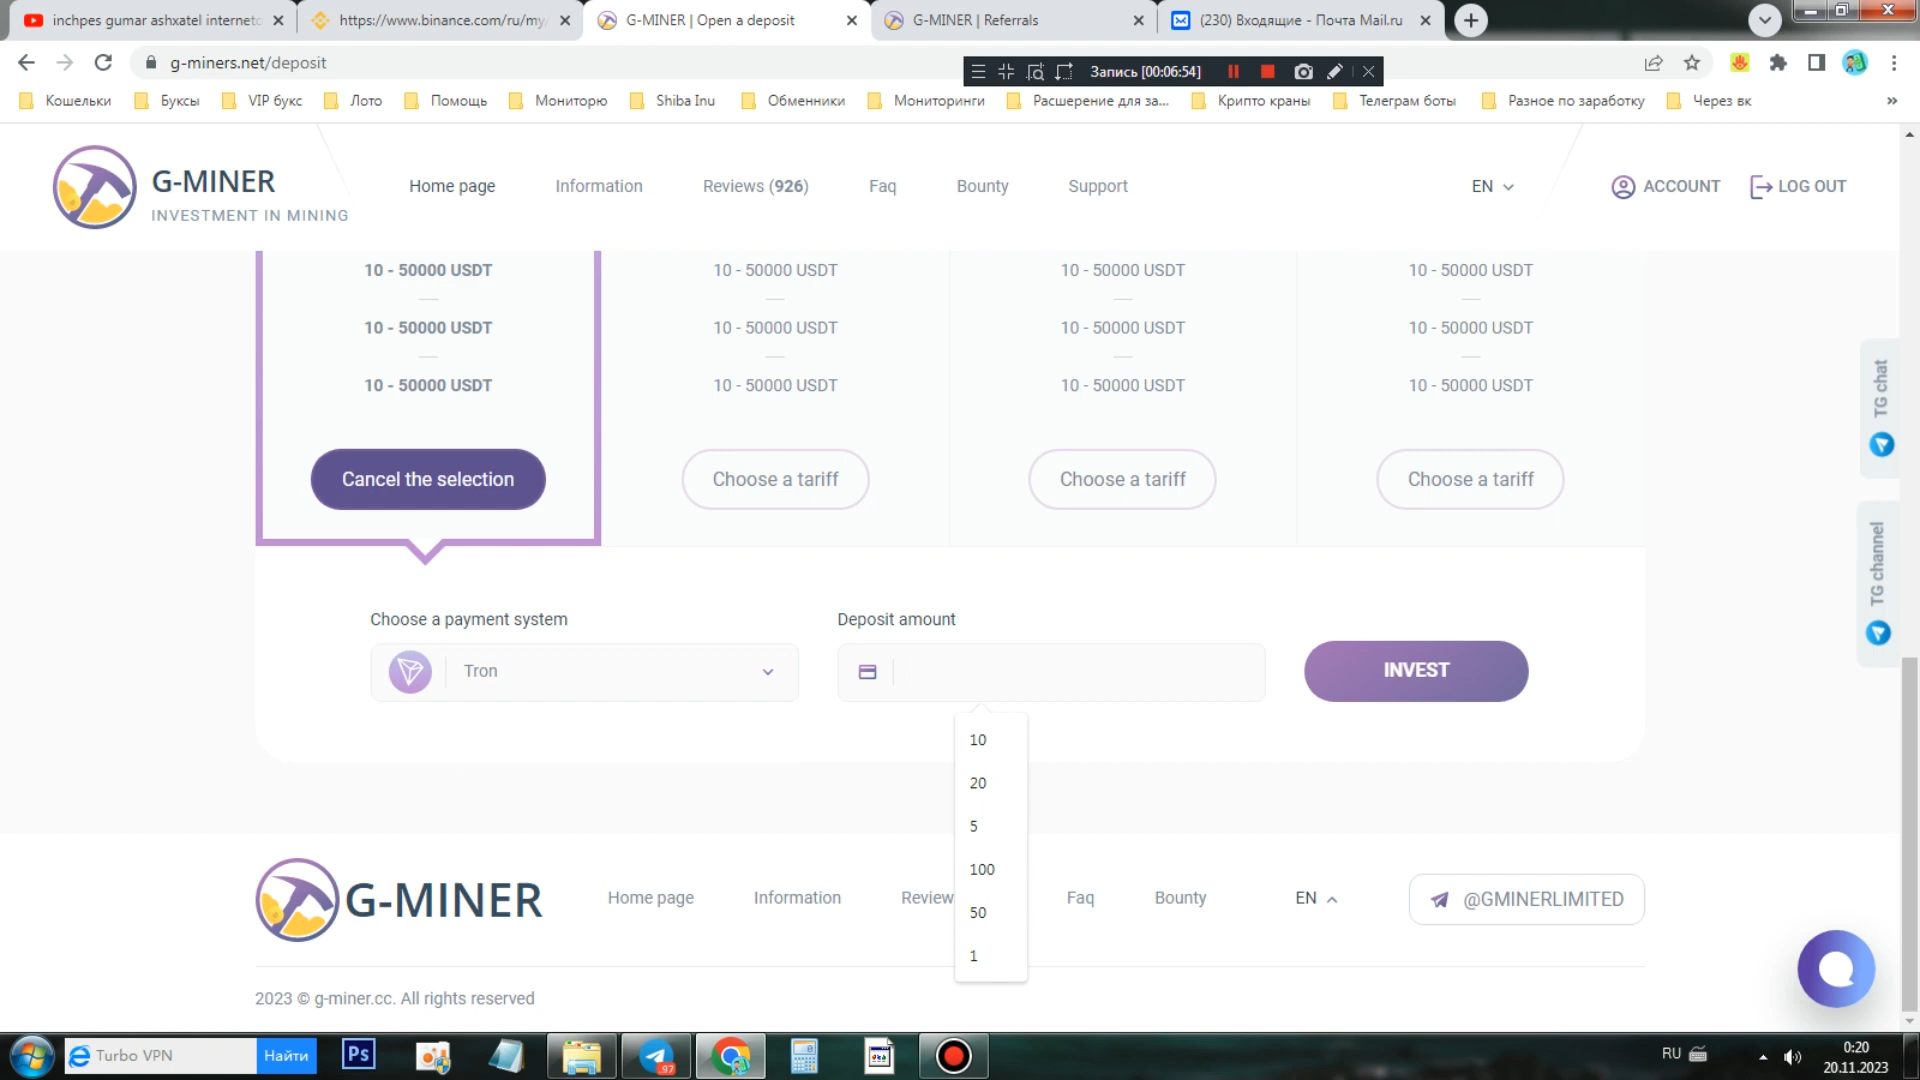 inchpes gumar ashxatel internetc
https://www.binance.com/ru/my/
G-MINER | Open a deposit
G-MINER | Referrals
(230) Входящие - Почта Mail.ru
g-miners.net/deposit
Запись [00:06:54]
Кошельки
Буксы
VIP букс
Лото
Помощь
Мониторю
Shiba Inu
Обменники
Мониторинги
Расшерение для за...
Крипто краны
Телеграм боты
Разное по заработку
Через вк
»
G-MINER
INVESTMENT IN MINING
Home page
Information
Reviews (926)
Faq
Bounty
Support
EN
ACCOUNT
LOG OUT
10 - 50000 USDT
10 - 50000 USDT
10 - 50000 USDT
10 - 50000 USDT
10 - 50000 USDT
10 - 50000 USDT
10 - 50000 USDT
10 - 50000 USDT
10 - 50000 USDT
10 - 50000 USDT
10 - 50000 USDT
10 - 50000 USDT
Cancel the selection
Choose a tariff
Choose a tariff
Choose a tariff
TG chat
TG channel
Choose a payment system
Deposit amount
Tron
INVEST
10
20
5
100
50
1
G-MINER
Home page
Information
Review
Faq
Bounty
EN
@GMINERLIMITED
2023 © g-miner.cc. All rights reserved
Turbo VPN
Найти
Ps
97
RU
0:20
20.11.2023